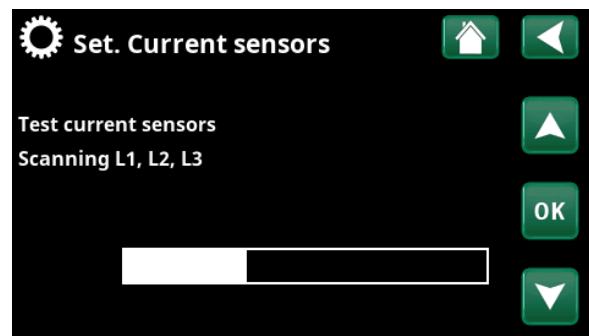 Set. Current sensors
Test current sensors
Scanning L1, L2, L3
OK